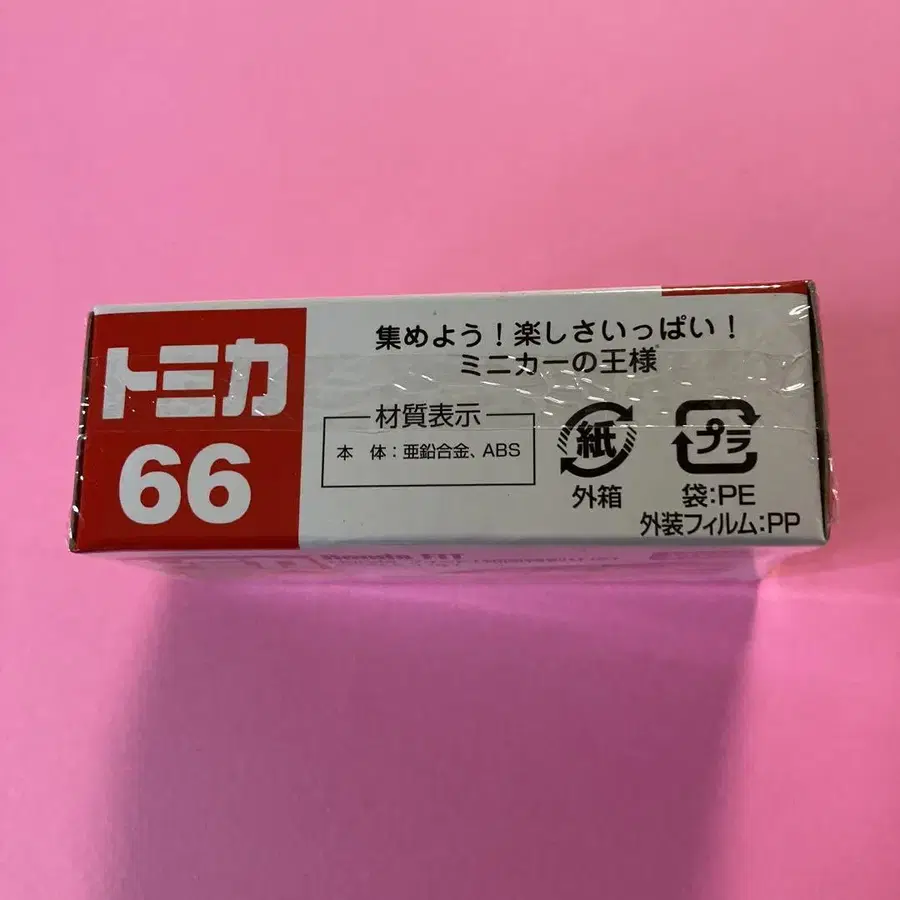 トミカ
66
集めよう!楽しさいっぱい!
ミニカーの王様
材質表示
本 体:亜鉛合金、ABS
紙
外箱
プラ
袋:PE
外装フィルム:PP
Honda FIT